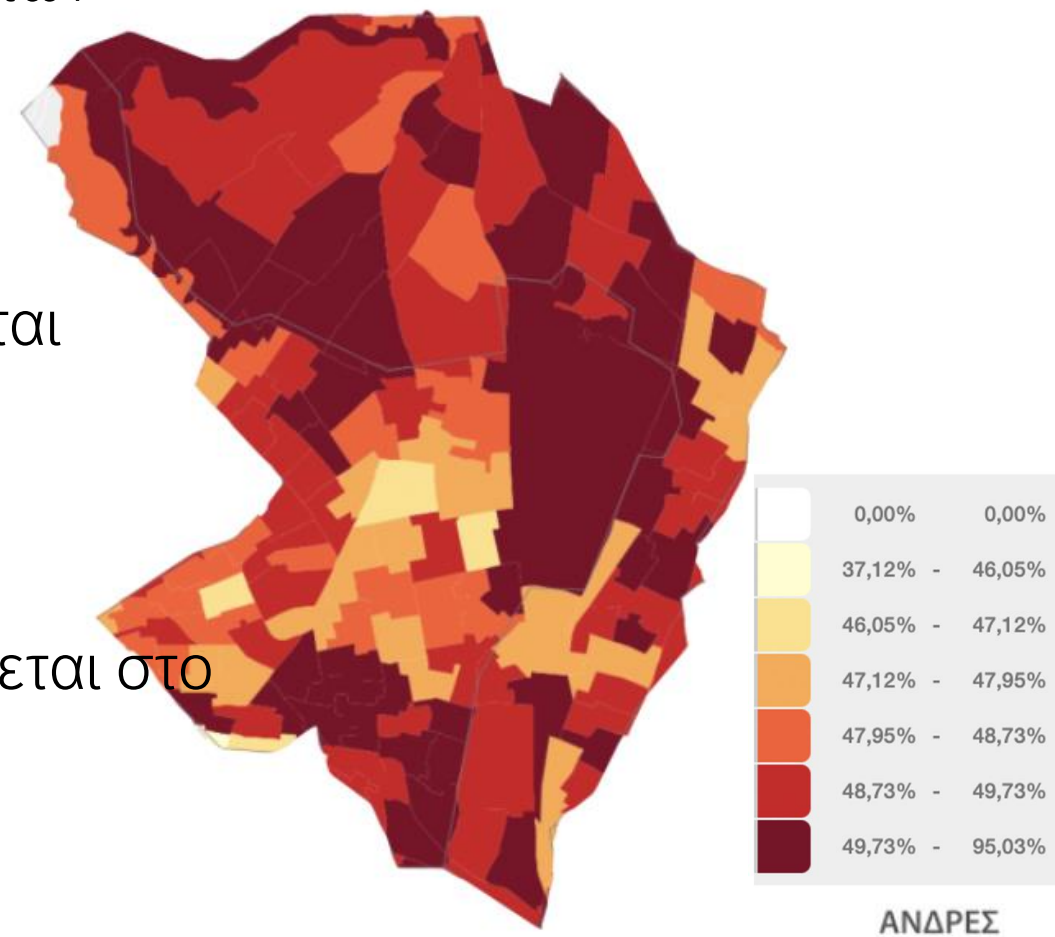 ται
εται στο
0,00% 0,00%
37,12% - 46,05%
46,05% - 47,12%
47,12% - 47,95%
47,95% - 48,73%
48,73% - 49,73%
49,73% - 95,03%
ΑΝΔΡΕΣ